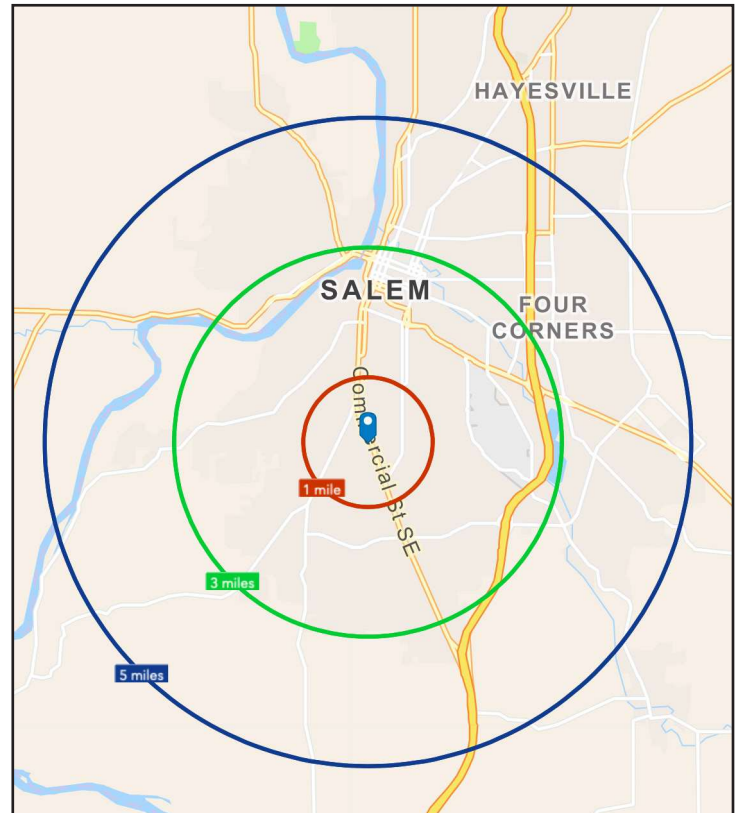 HAYESVILLE
SALEM
FOUR
CORNERS
Commercial St SE
1 mile
3 miles
5 miles